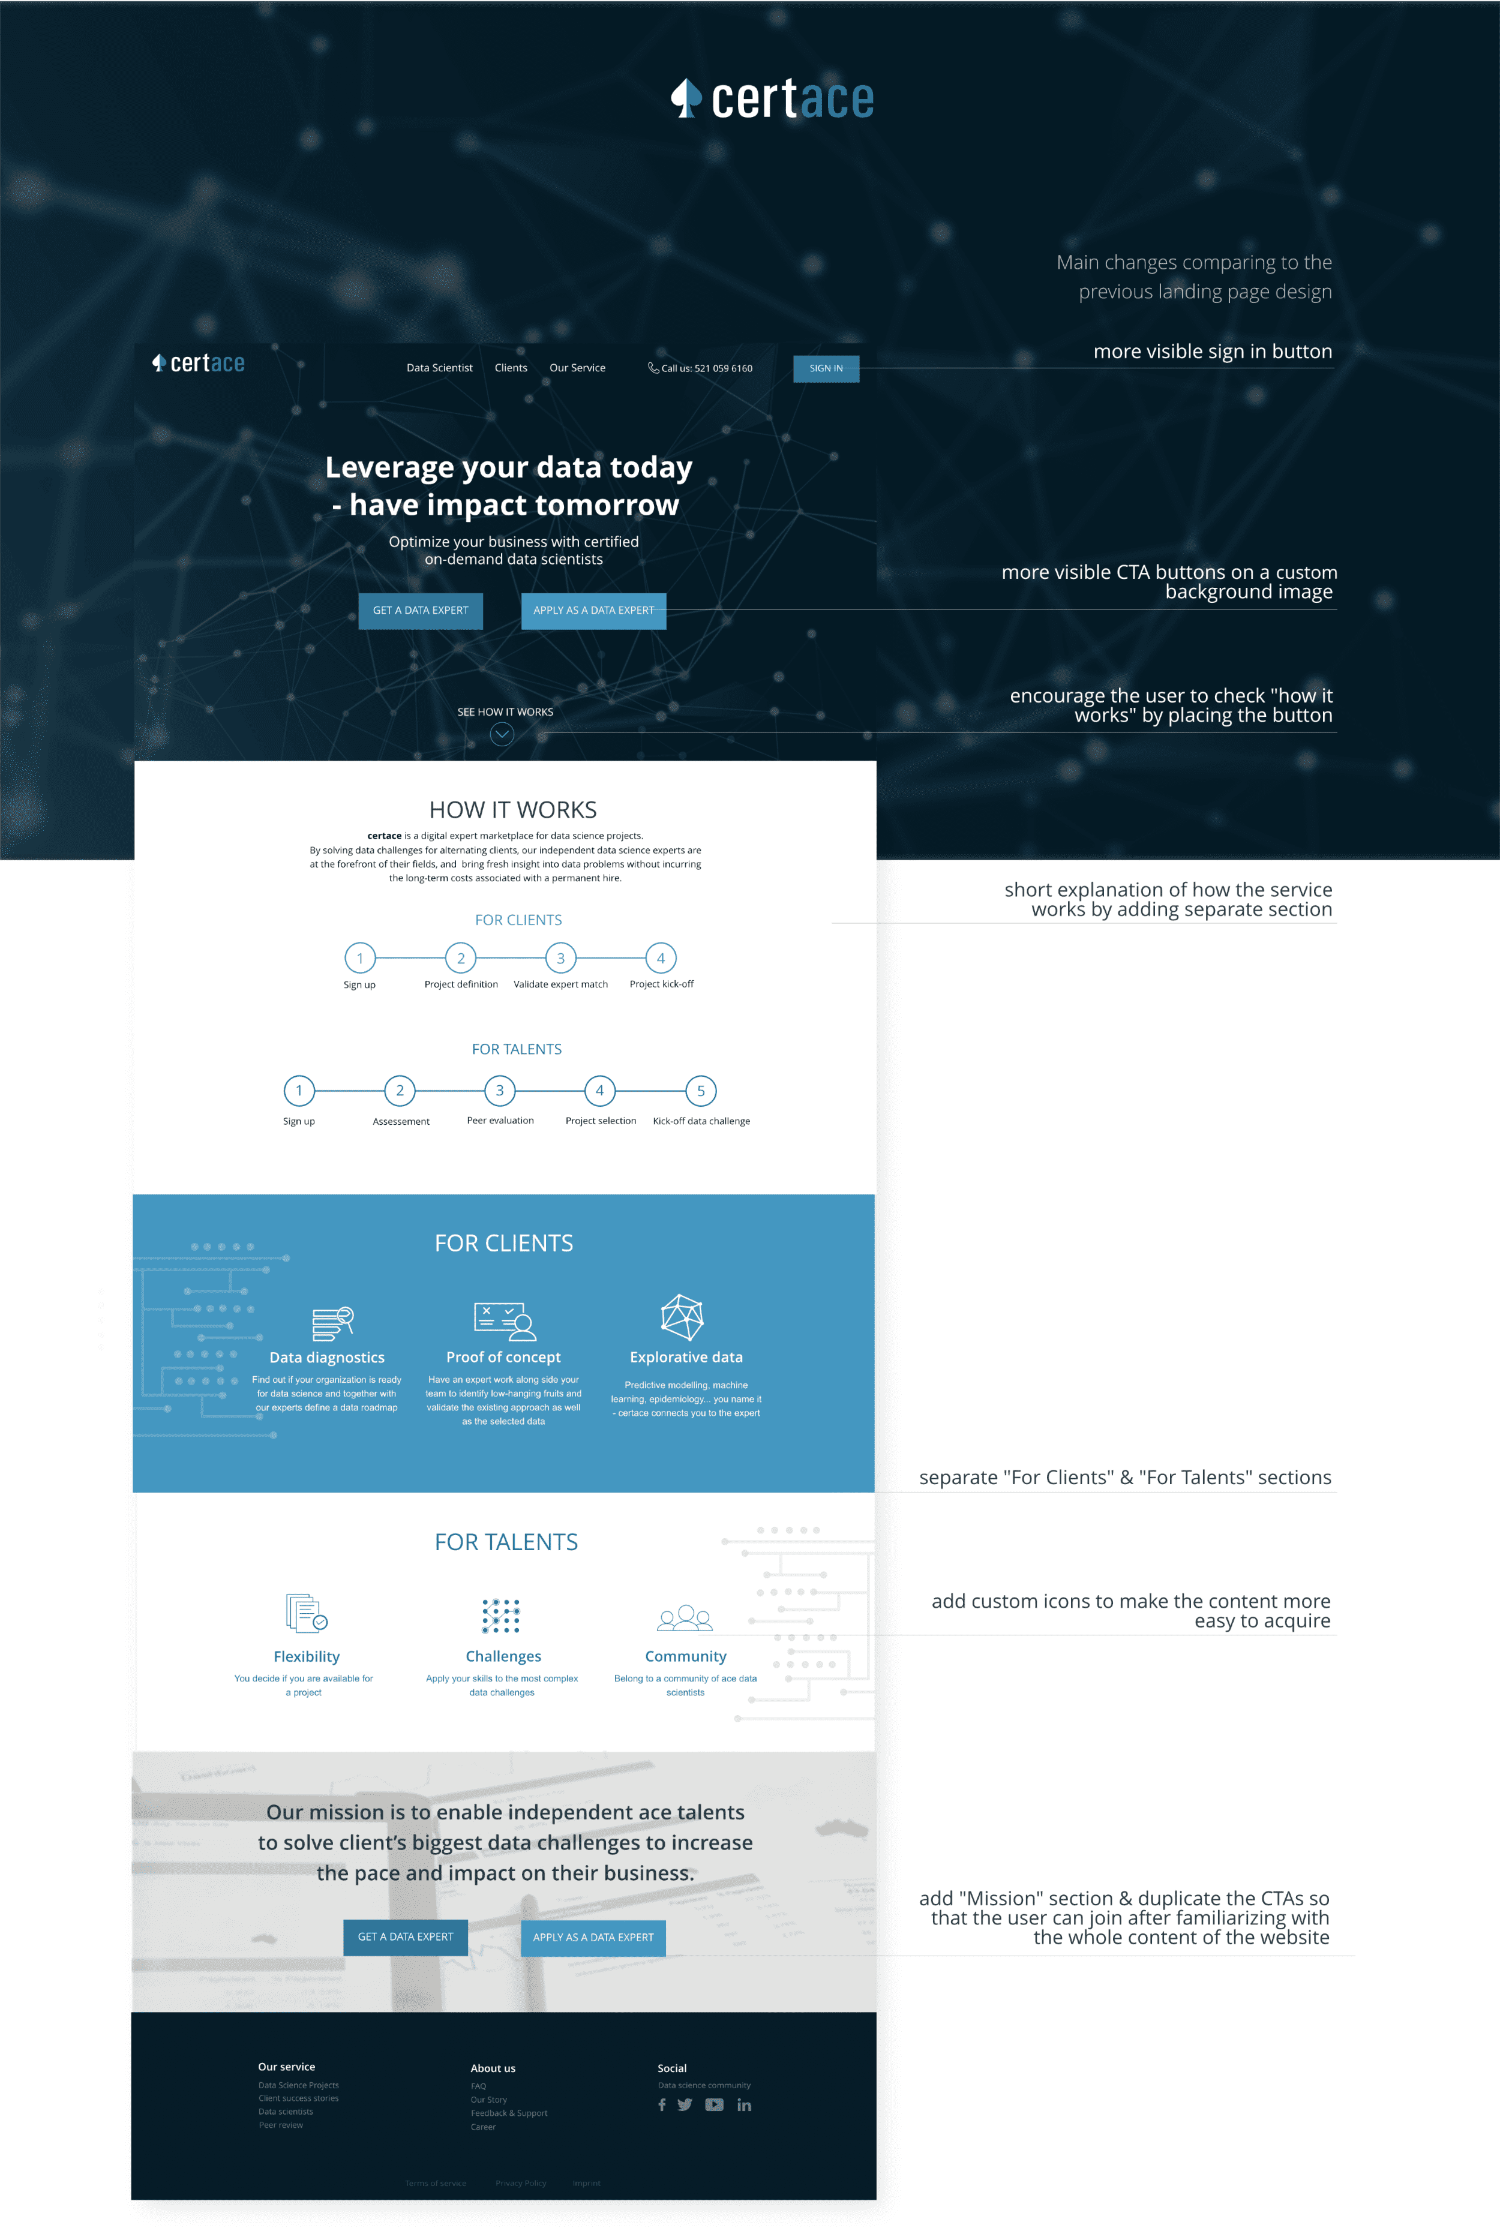 certace
Main changes comparing to the
previous landing page design
more visible sign in button
certace
Data Scientist Clients Our Service Call us: 521 059 6160 SIGN IN
Leverage your data today
- have impact tomorrow
Optimize your business with certified
on-demand data scientists
more visible CTA buttons on a custom
background image
GET A DATA EXPERT APPLY AS A DATA EXPERT
encourage the user to check "how it
works" by placing the button
SEE HOW IT WORKS
HOW IT WORKS
certace is a digital expert marketplace for data science projects.
By solving data challenges for alternating clients, our independent data science experts are
at the forefront of their fields, and bring fresh insight into data problems without incurring
the long-term costs associated with a permanent hire.
short explanation of how the service
works by adding separate section
FOR CLIENTS
1 2 3 4
Sign up Project definition Validate expert match Project kick-off
FOR TALENTS
1 2 3 4 5
Sign up Assessement Peer evaluation Project selection Kick-off data challenge
FOR CLIENTS
Data diagnostics
Find out if your organization is ready
for data science and together with
our experts define a data roadmap
Proof of concept
Have an expert work along side your
team to identify low-hanging fruits and
validate the existing approach as well
as the selected data
Explorative data
Predictive modelling, machine
learning, epidemiology... you name it
- certace connects you to the expert
separate "For Clients" & "For Talents" sections
FOR TALENTS
add custom icons to make the content more
easy to acquire
Flexibility
You decide if you are available for
a project
Challenges
Apply your skills to the most complex
data challenges
Community
Belong to a community of ace data
scientists
Our mission is to enable independent ace talents
to solve client's biggest data challenges to increase
the pace and impact on their business.
add "Mission" section & duplicate the CTAs so
that the user can join after familiarizing with
the whole content of the website
GET A DATA EXPERT APPLY AS A DATA EXPERT
Our service
Data Science Projects
Client success stories
Data scientists
Peer review
About us
FAQ
Our Story
Feedback & Support
Career
Social
Data science community
Terms of service Privacy Policy Imprint